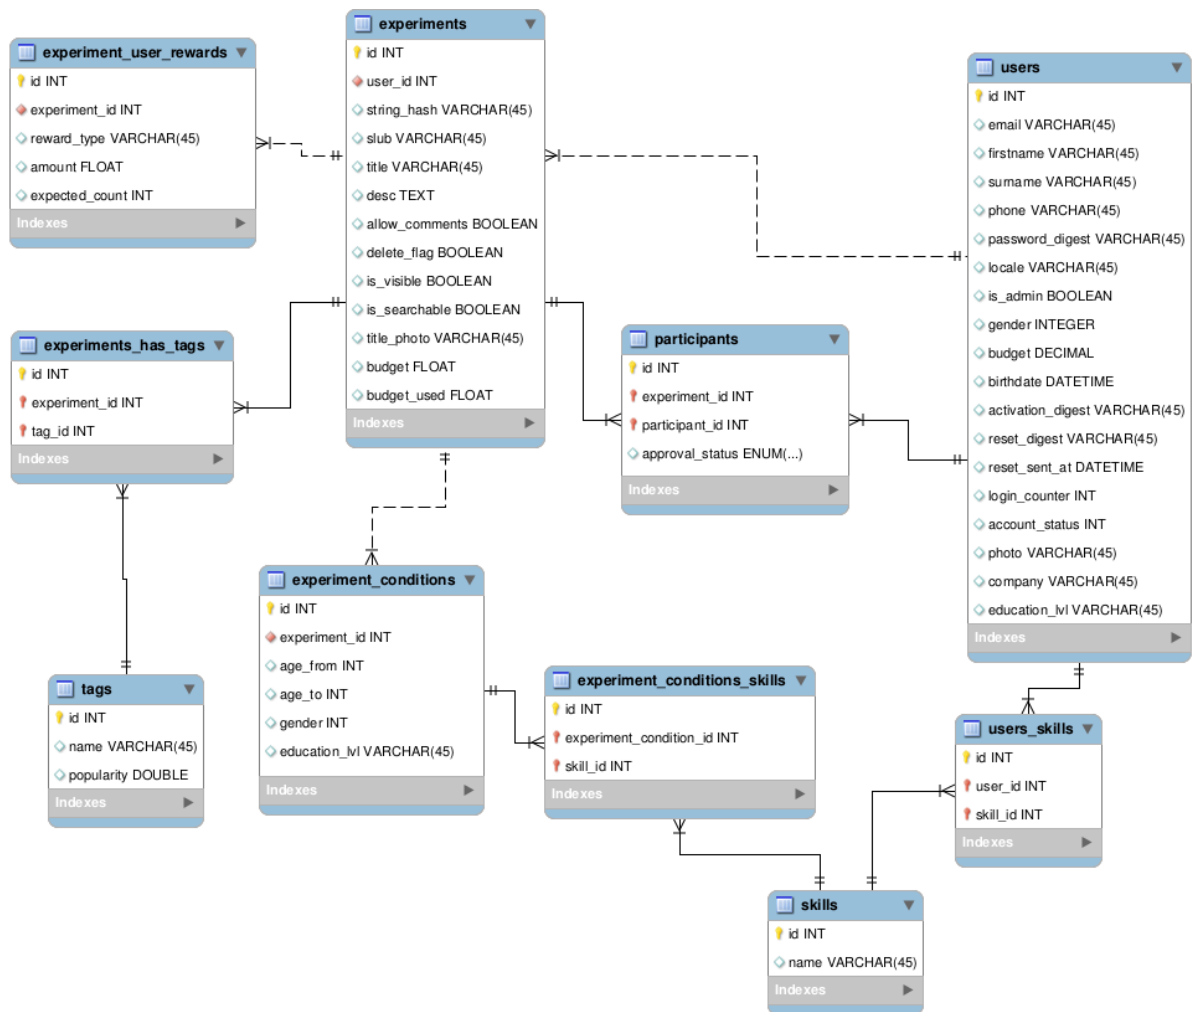 experiment_user_rewards
id INT
experiment_id INT
reward_type VARCHAR(45)
amount FLOAT
expected_count INT
Indexes
experiments
id INT
user_id INT
string_hash VARCHAR(45)
slub VARCHAR(45)
title VARCHAR(45)
desc TEXT
allow_comments BOOLEAN
delete_flag BOOLEAN
is_visible BOOLEAN
is_searchable BOOLEAN
title_photo VARCHAR(45)
budget FLOAT
budget_used FLOAT
Indexes
users
id INT
email VARCHAR(45)
firstname VARCHAR(45)
surname VARCHAR(45)
phone VARCHAR(45)
password_digest VARCHAR(45)
locale VARCHAR(45)
is_admin BOOLEAN
gender INTEGER
budget DECIMAL
birthdate DATETIME
activation_digest VARCHAR(45)
reset_digest VARCHAR(45)
reset_sent_at DATETIME
login_counter INT
account_status INT
photo VARCHAR(45)
company VARCHAR(45)
education_lvl VARCHAR(45)
Indexes
experiments_has_tags
id INT
experiment_id INT
tag_id INT
Indexes
participants
id INT
experiment_id INT
participant_id INT
approval_status ENUM(...)
Indexes
experiment_conditions
id INT
experiment_id INT
age_from INT
age_to INT
gender INT
education_lvl VARCHAR(45)
Indexes
tags
id INT
name VARCHAR(45)
popularity DOUBLE
Indexes
experiment_conditions_skills
id INT
experiment_condition_id INT
skill_id INT
Indexes
users_skills
id INT
user_id INT
skill_id INT
Indexes
skills
id INT
name VARCHAR(45)
Indexes